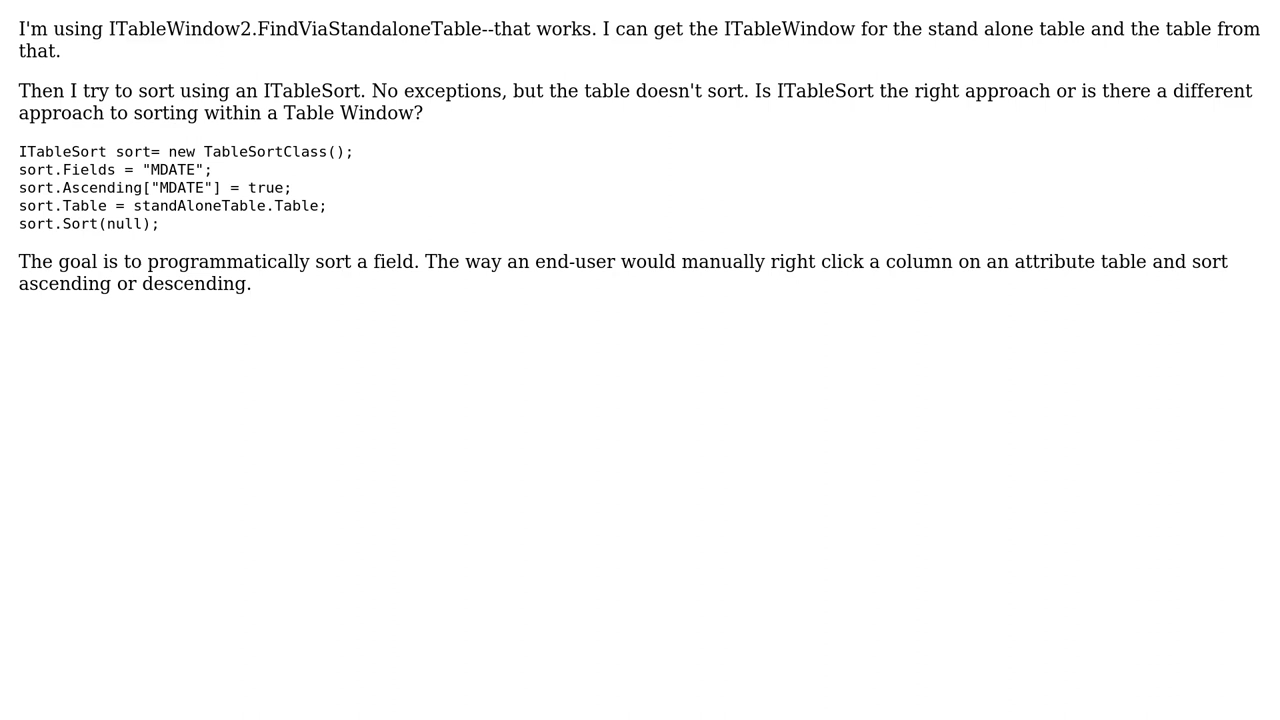 I'm using ITableWindow2.FindViaStandaloneTable--that works. I can get the ITableWindow for the stand alone table and the table from
that.
Then I try to sort using an ITableSort. No exceptions, but the table doesn't sort. Is ITableSort the right approach or is there a different
approach to sorting within a Table Window?
ITableSort sort= new TableSortClass();
sort.Fields = "MDATE";
sort.Ascending["MDATE"] = true;
sort.Table = standAloneTable.Table;
sort.Sort(null);
The goal is to programmatically sort a field. The way an end-user would manually right click a column on an attribute table and sort
ascending or descending.